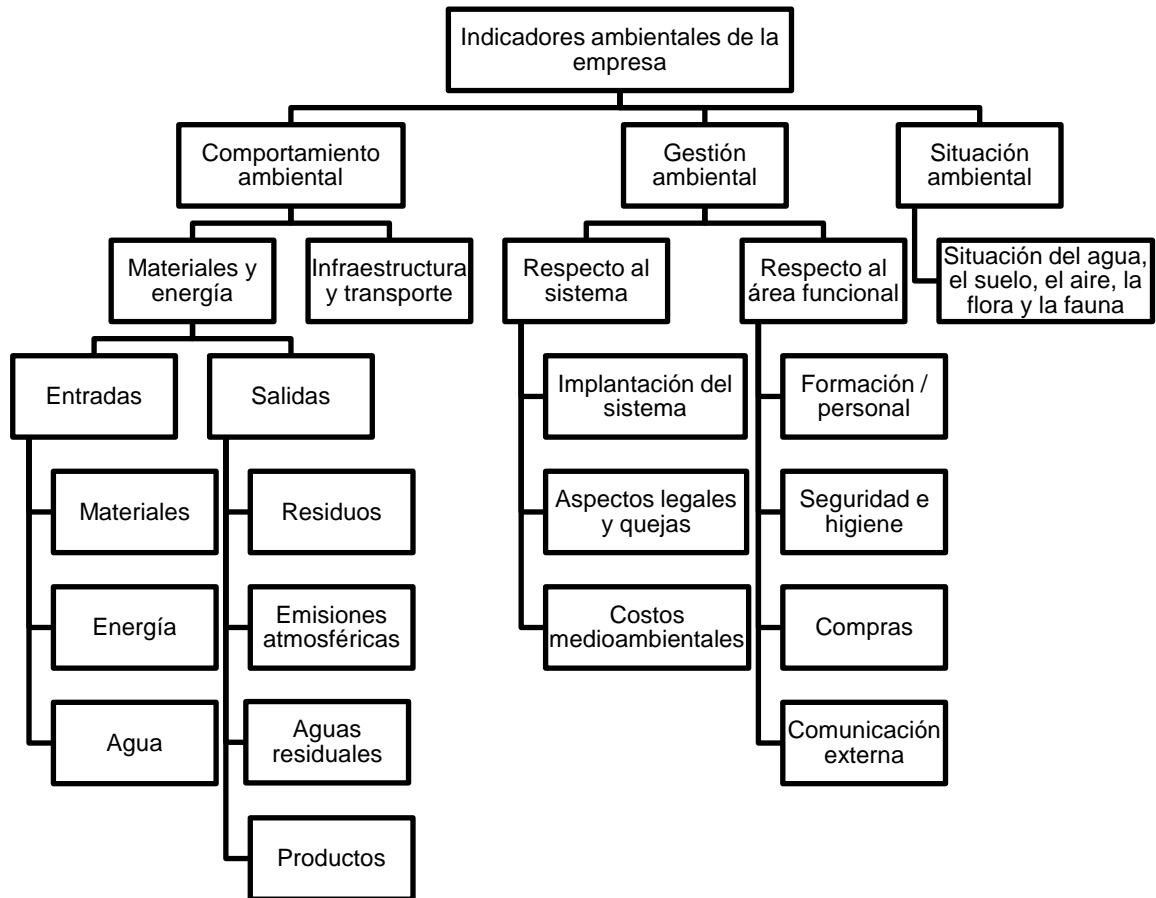 Indicadores ambientales de la
empresa
Comportamiento
ambiental
Gestión
ambiental
Situación
ambiental
Materiales y
energía
Infraestructura
y transporte
Respecto al
sistema
Respecto al
área funcional
Situación del agua,
el suelo, el aire, la
flora y la fauna
Entradas
Salidas
Implantación del
sistema
Formación /
personal
Materiales
Residuos
Aspectos legales
y quejas
Seguridad e
higiene
Energía
Emisiones
atmosféricas
Costos
medioambientales
Compras
Agua
Aguas
residuales
Comunicación
externa
Productos